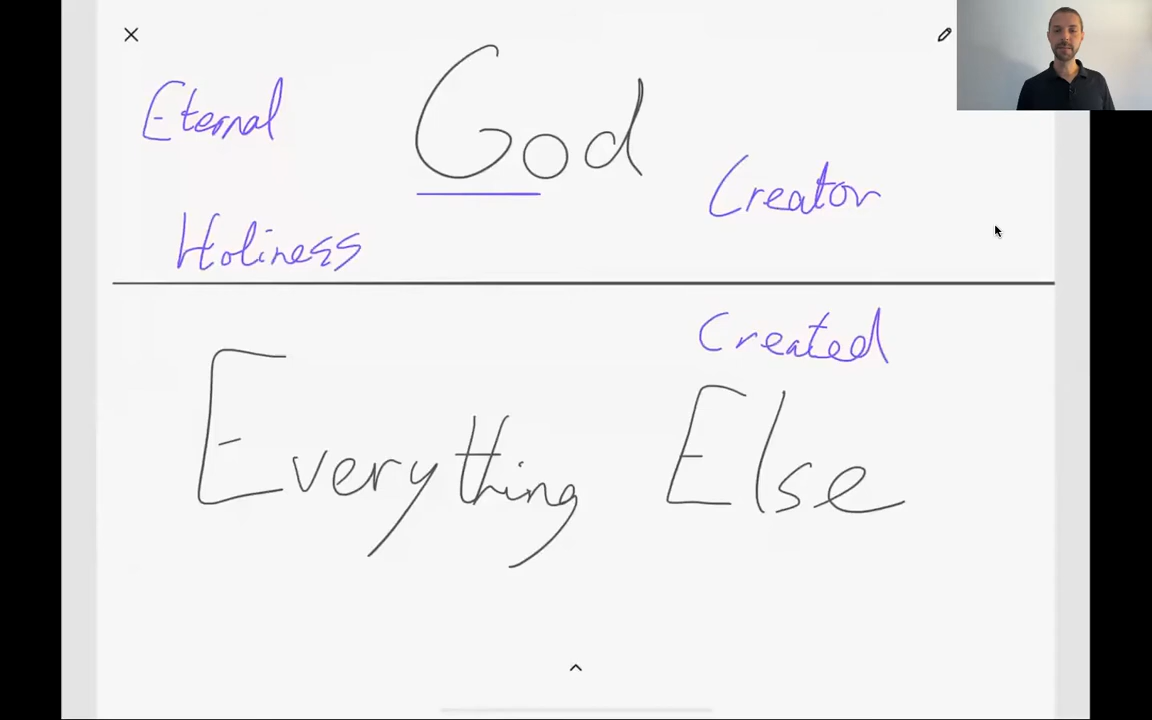 Eternal
God
Creator
Holiness
Created
Everything Else